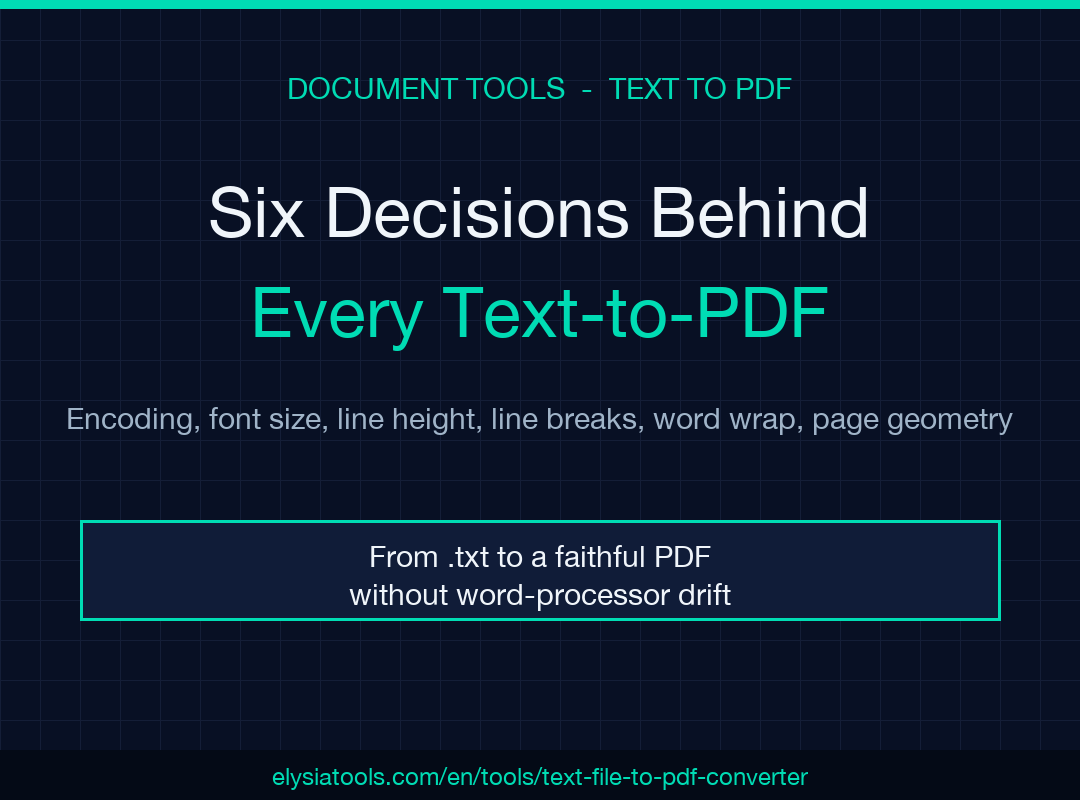 DOCUMENT TOOLS - TEXT TO PDF
Six Decisions Behind
Every Text-to-PDF
Encoding, font size, line height, line breaks, word wrap, page geometry
From .txt to a faithful PDF
without word-processor drift
elysiatools.com/en/tools/text-file-to-pdf-converter